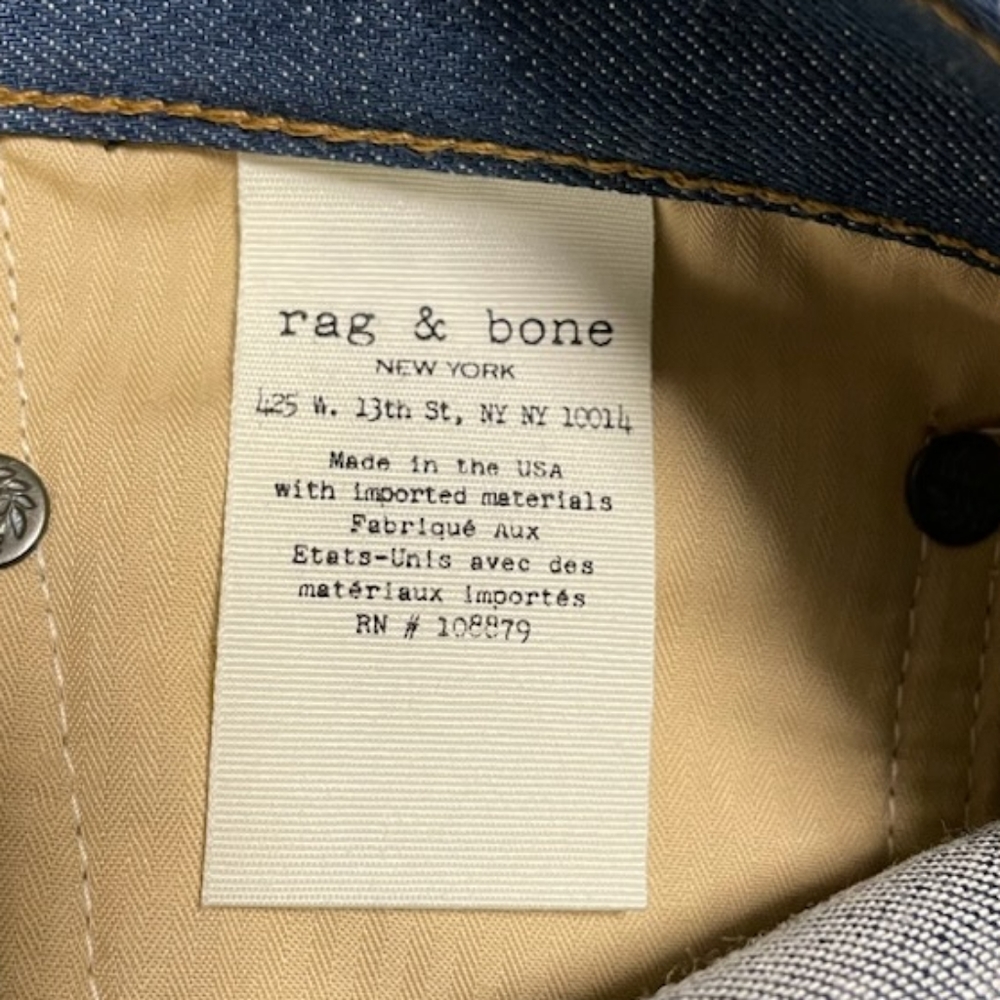 rag & bone
NEW YORK
425 W. 13th St, NY NY 10014
Made in the USA
with imported materials
Fabriqué Aux
Etats-Unis avec des
matériaux importés
RN # 108879